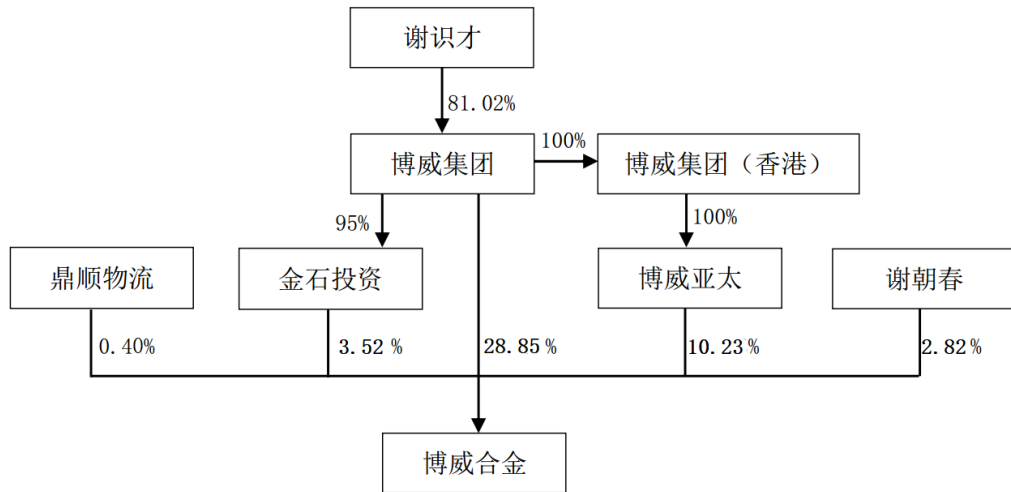 谢识才
81.02%
博威集团
100%
博威集团（香港）
95%
100%
鼎顺物流
金石投资
博威亚太
谢朝春
0.40%
3.52 %
28.85 %
10.23 %
2.82 %
博威合金